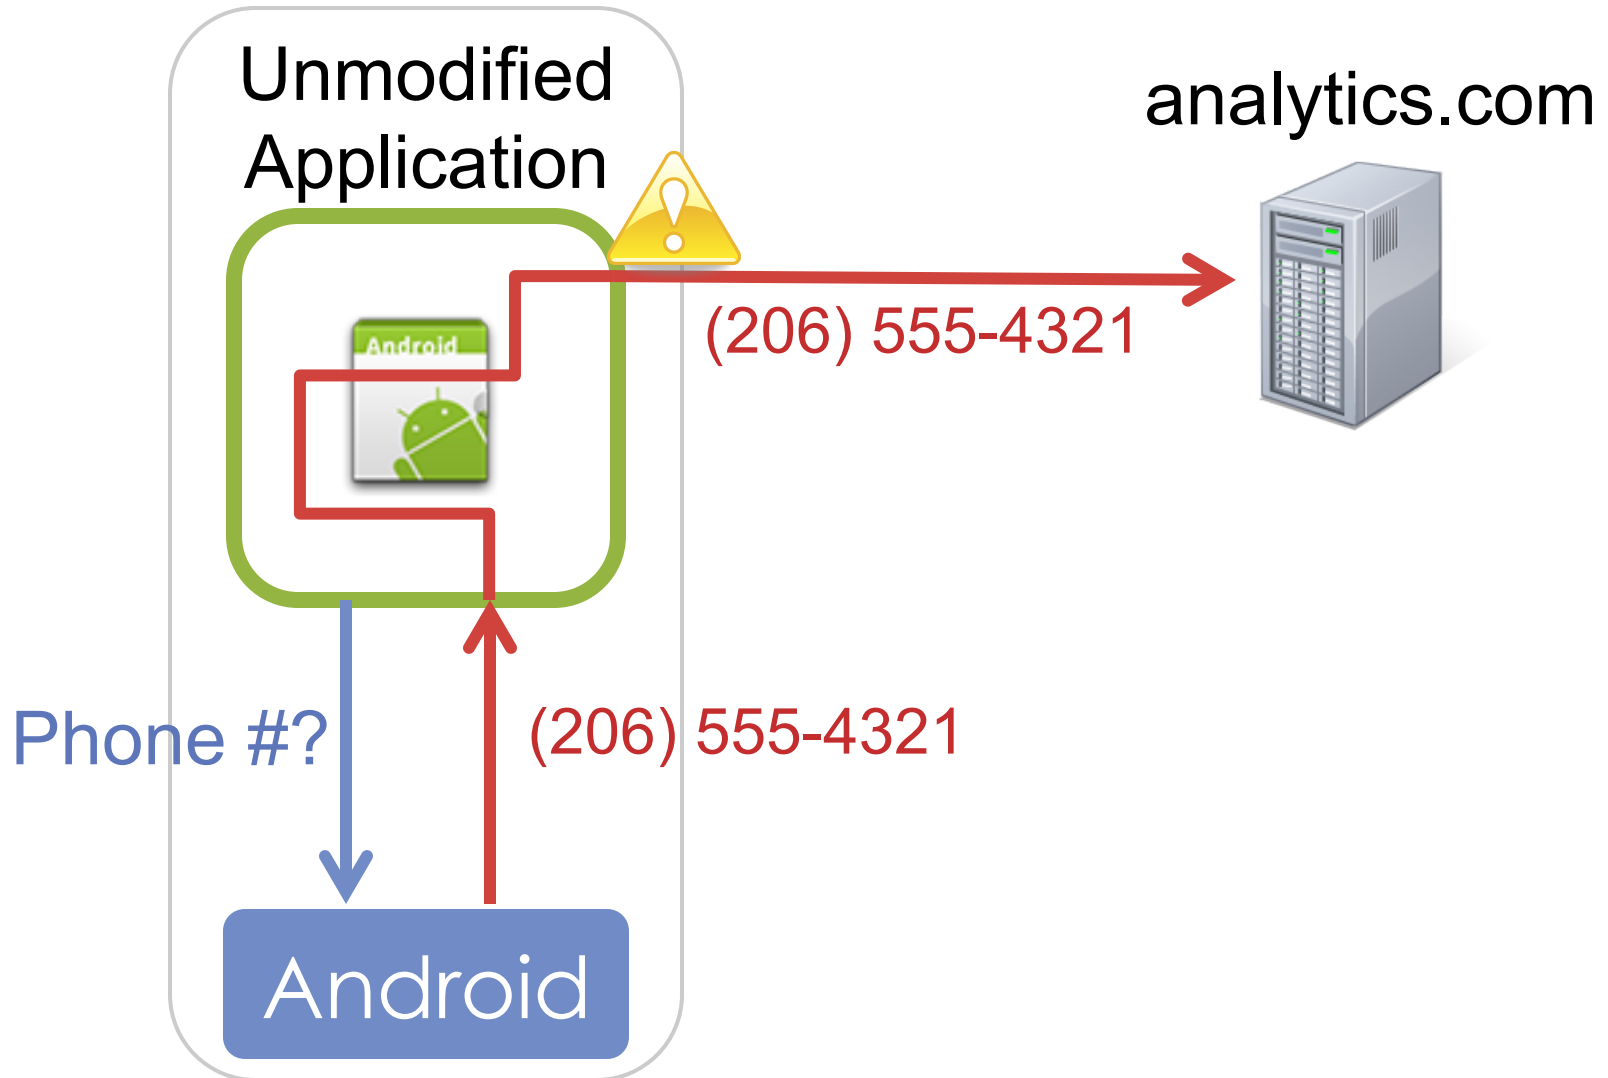 Unmodified
Application
analytics.com
(206) 555-4321
Android
Phone #?
(206) 555-4321
Android